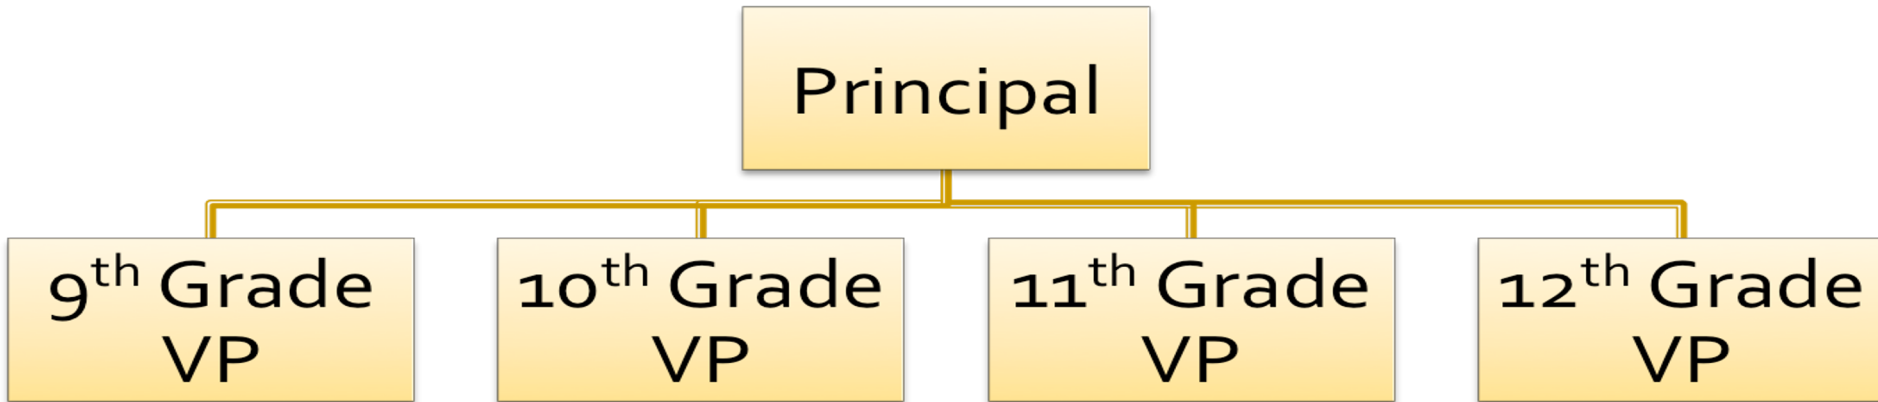 Principal
9th Grade
VP
10th Grade
VP
11th Grade
VP
12th Grade
VP